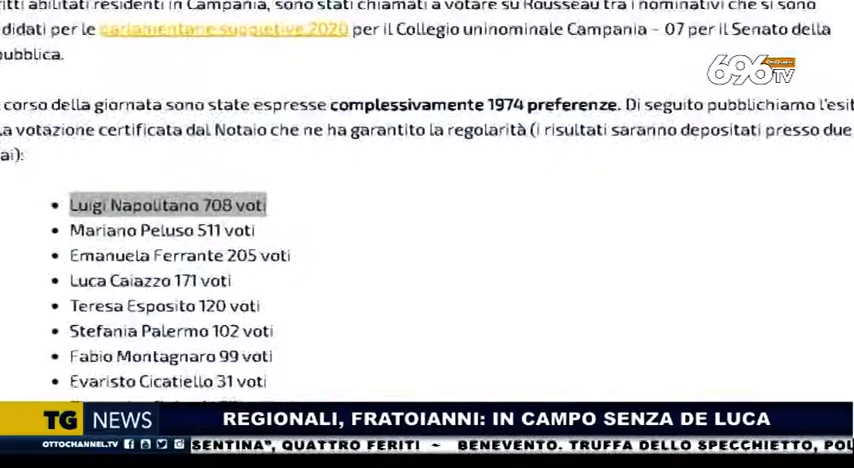 itti abilitati residenti in Campania, sono stati chiamati a votare su Rousseau tra i nominativi che si sono
didati per le parlamentarie suppletive 2020 per il Collegio uninominale Campania – 07 per il Senato della
pubblica.
696 TV
corso della giornata sono state espresse complessivamente 1974 preferenze. Di seguito pubblichiamo l'esit
la votazione certificata dal Notaio che ne ha garantito la regolarità (i risultati saranno depositati presso due
ai):
• Luigi Napolitano 708 voti
• Mariano Peluso 511 voti
• Emanuela Ferrante 205 voti
• Luca Caiazzo 171 voti
• Teresa Esposito 120 voti
• Stefania Palermo 102 voti
• Fabio Montagnaro 99 voti
• Evaristo Cicatiello 31 voti
TG NEWS
REGIONALI, FRATOIANNI: IN CAMPO SENZA DE LUCA
OTTOCHANNEL.TV
SENTINA", QUATTRO FERITI ~ BENEVENTO. TRUFFA DELLO SPECCHIETTO, POL